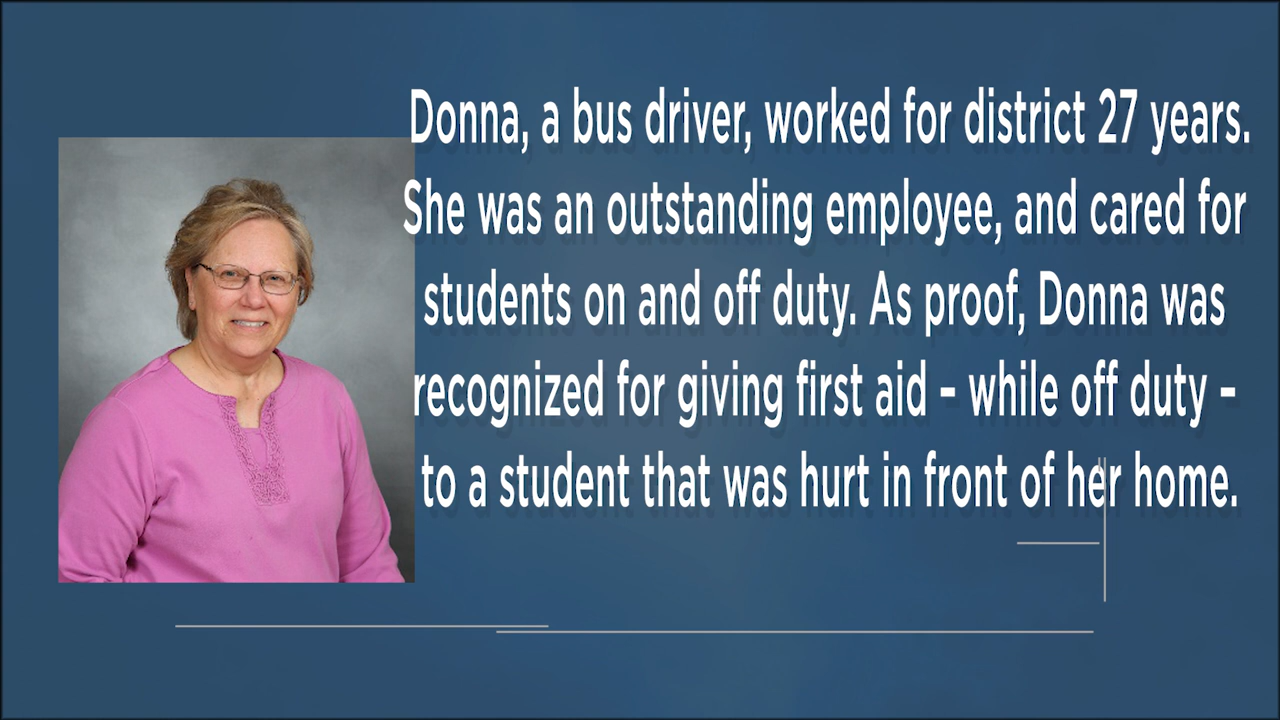 Donna, a bus driver, worked for district 27 years.
She was an outstanding employee, and cared for
students on and off duty. As proof, Donna was
recognized for giving first aid - while off duty -
to a student that was hurt in front of her home.